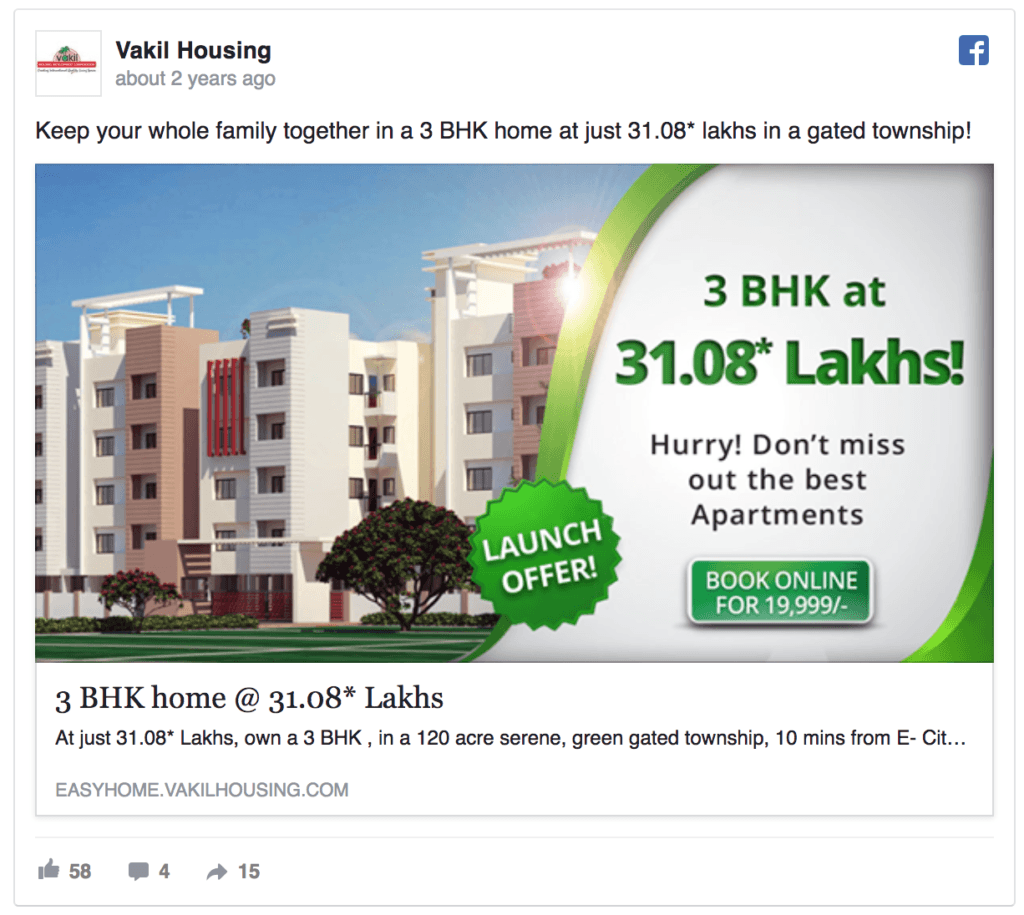 vakil
Vakil Housing
about 2 years ago
Keep your whole family together in a 3 BHK home at just 31.08* lakhs in a gated township!
3 BHK at
31.08* Lakhs!
Hurry! Don't miss
out the best
Apartments
LAUNCH
OFFER!
BOOK ONLINE
FOR 19,999/-
3 BHK home @ 31.08* Lakhs
At just 31.08* Lakhs, own a 3 BHK , in a 120 acre serene, green gated township, 10 mins from E- Cit...
EASYHOME.VAKILHOUSING.COM
58 4 15